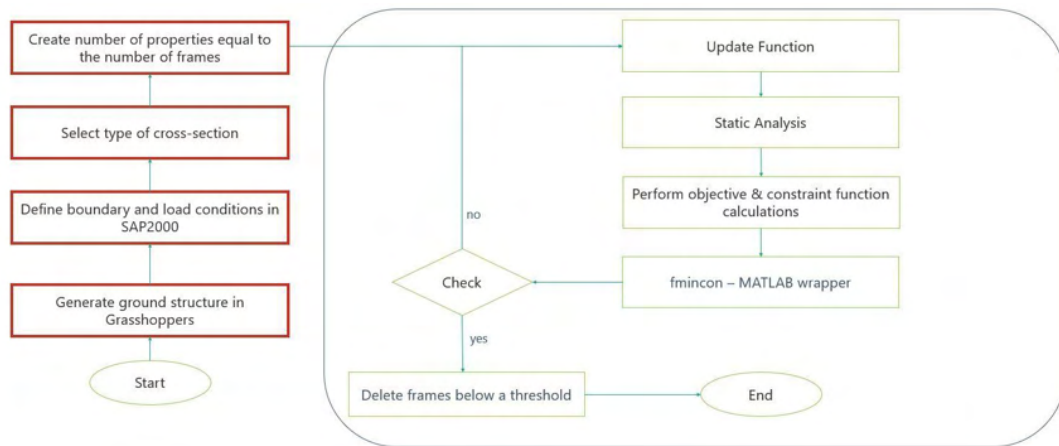 Create number of properties equal to
the number of frames
Update Function
Select type of cross-section
Static Analysis
Define boundary and load conditions in
SAP2000
Perform objective & constraint function
calculations
no
Generate ground structure in
Grasshoppers
Check
fmincon – MATLAB wrapper
yes
Start
Delete frames below a threshold
End